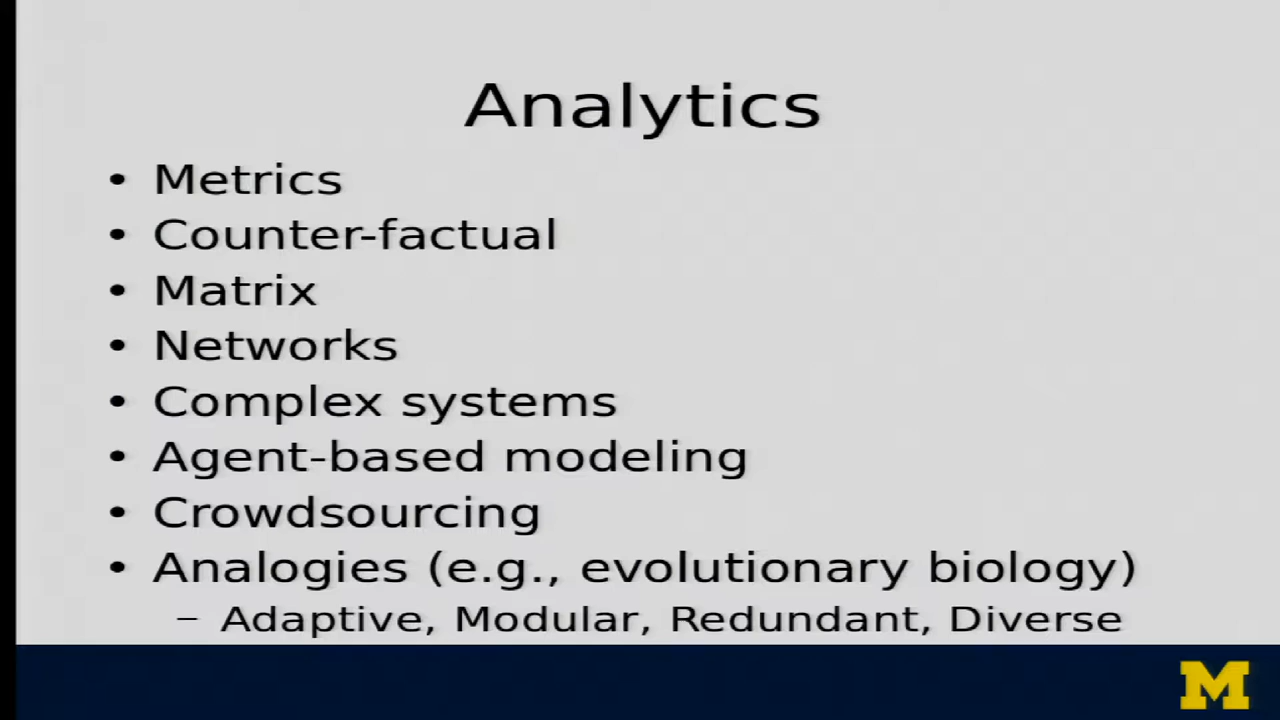 Analytics
• Metrics
• Counter-factual
• Matrix
• Networks
• Complex systems
• Agent-based modeling
• Crowdsourcing
• Analogies (e.g., evolutionary biology)
– Adaptive, Modular, Redundant, Diverse
M